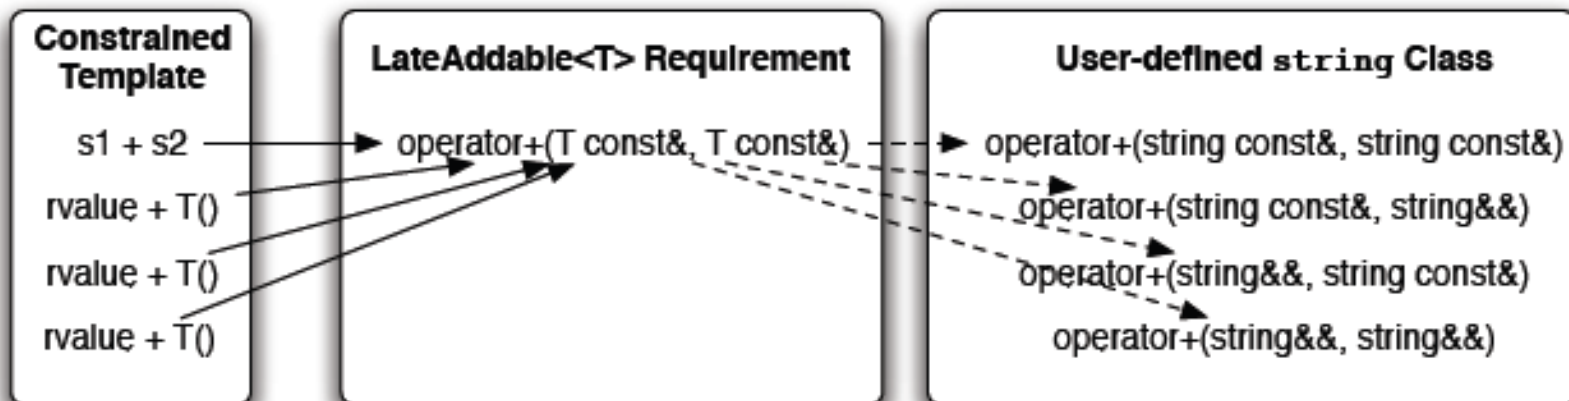 Constrained
Template
s1 + s2
rvalue + T()
rvalue + T()
rvalue + T()
LateAddable<T> Requirement
operator+(T const&, T const&)
User-defined string Class
operator+(string const&, string const&)
operator+(string const&, string&&)
operator+(string&&, string const&)
operator+(string&&, string&&)